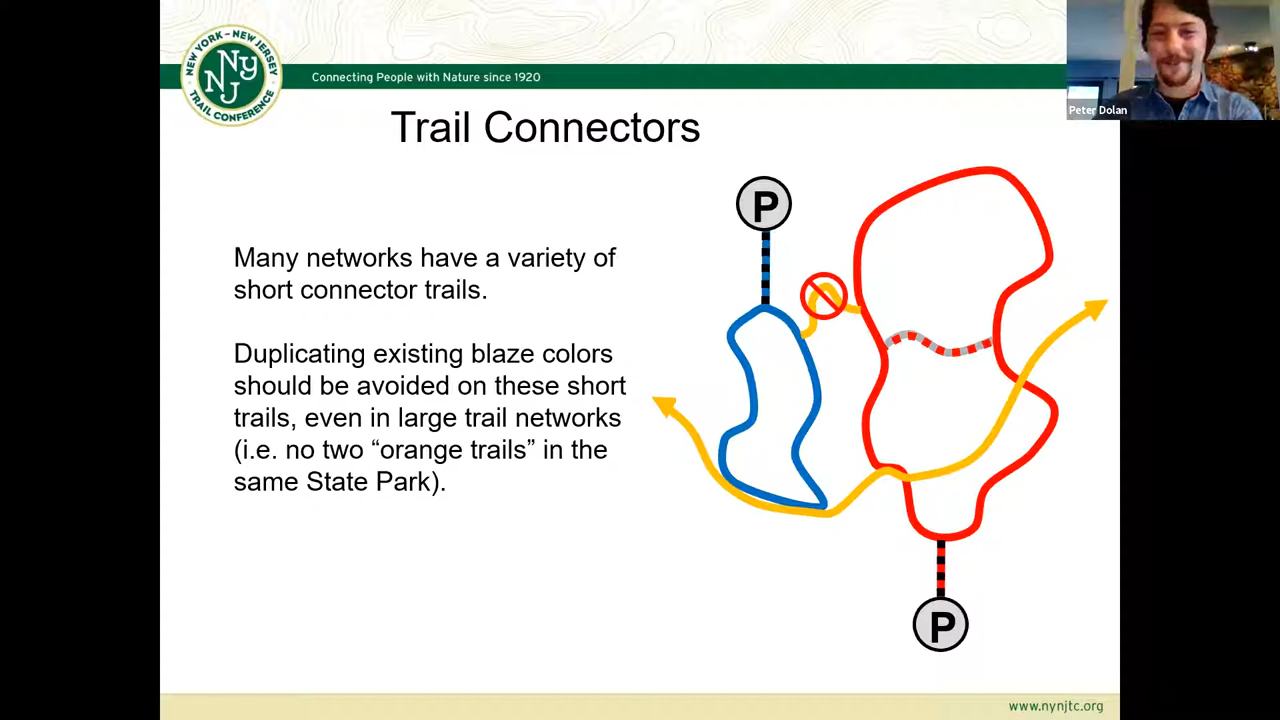 NEW YORK – NEW JERSEY
NY
NJ
TRAIL CONFERENCE
Connecting People with Nature since 1920
Peter Dolan
Trail Connectors
P
Many networks have a variety of
short connector trails.
Duplicating existing blaze colors
should be avoided on these short
trails, even in large trail networks
(i.e. no two “orange trails” in the
same State Park).
P
www.nynjtc.org